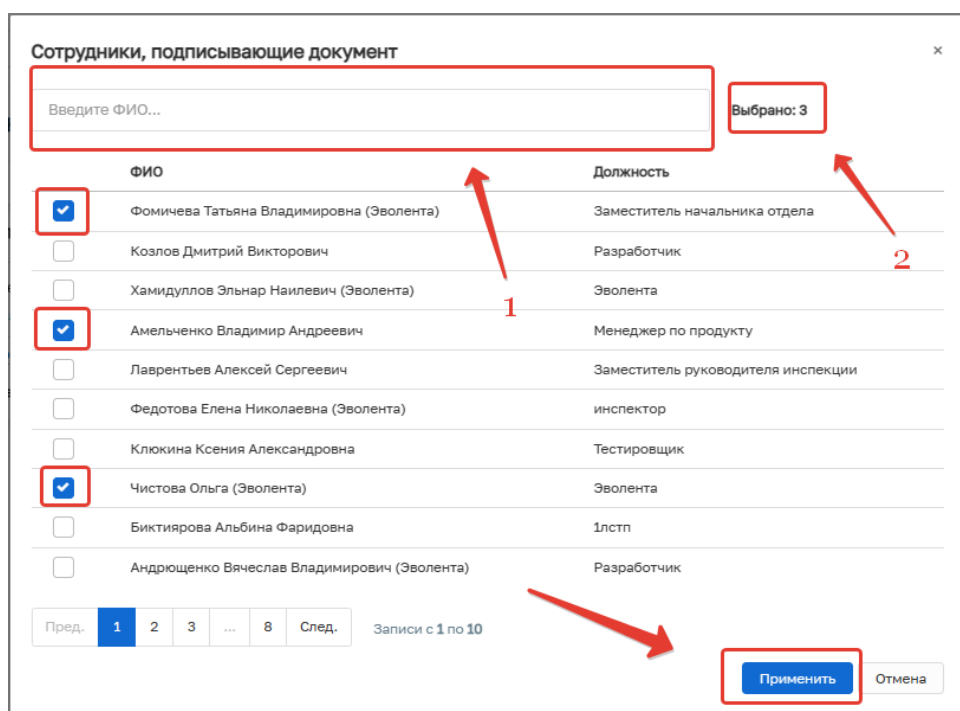 Сотрудники, подписывающие документ ×
Введите ФИО... Выбрано: 3
ФИО Должность
Фомичева Татьяна Владимировна (Эволента) Заместитель начальника отдела
Козлов Дмитрий Викторович Разработчик
2
Хамидуллов Эльнар Наилевич (Эволента) Эволента
1
Амельченко Владимир Андреевич Менеджер по продукту
Лаврентьев Алексей Сергеевич Заместитель руководителя инспекции
Федотова Елена Николаевна (Эволента) инспектор
Клюкина Ксения Александровна Тестировщик
Чистова Ольга (Эволента) Эволента
Биктиярова Альбина Фаридовна 1лстп
Андрющенко Вячеслав Владимирович (Эволента) Разработчик
Пред. 1 2 3 ... 8 След. Записи с 1 по 10
Применить Отмена